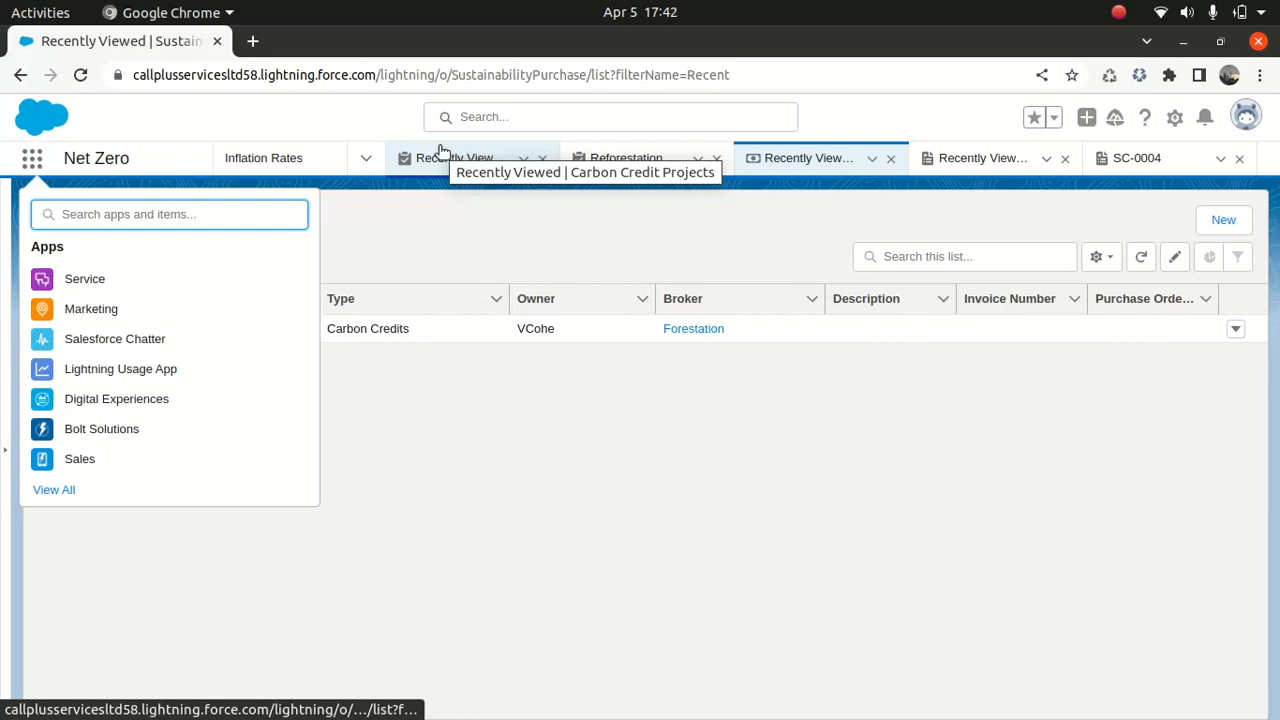 Activities Google Chrome Apr 5 17:42
Recently Viewed | Sustain
callplusservicesltd58.lightning.force.com/lightning/o/SustainabilityPurchase/list?filterName=Recent
Search...
Net Zero Inflation Rates Recently View Reforestation Recently View... Recently View... SC-0004
Recently Viewed | Carbon Credit Projects
Search apps and items...
New
Apps
Search this list...
Service
Type Owner Broker Description Invoice Number Purchase Orde...
Marketing
Carbon Credits VCohe Forestation
Salesforce Chatter
Lightning Usage App
Digital Experiences
Bolt Solutions
Sales
View All
callplusservicesltd58.lightning.force.com/lightning/o/.../list?f...